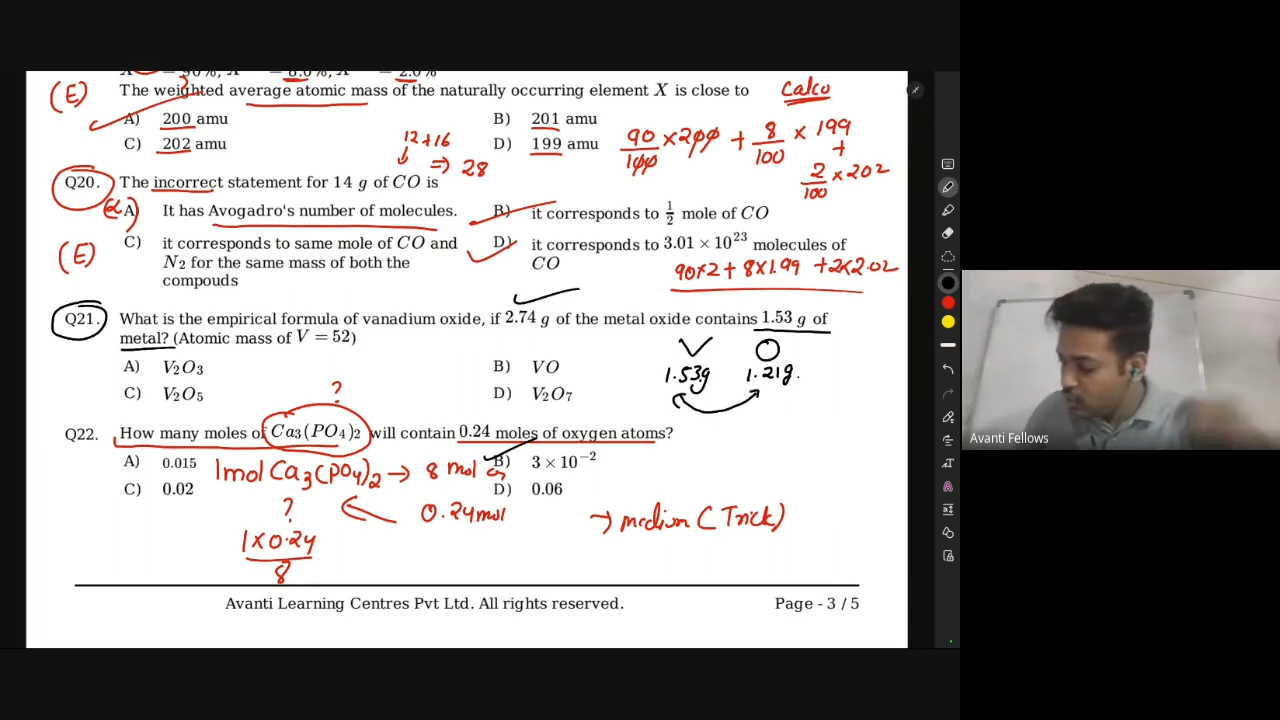 The weighted average atomic mass of the naturally occurring element X is close to
(E)
Calcu
A) 200 amu
B) 201 amu
C) 202 amu
D) 199 amu
12+16
⇒ 28
90/100 × 200 + 8/100 × 199
+
2/100 × 202
Q20. The incorrect statement for 14 g of CO is
A) It has Avogadro's number of molecules.
B) it corresponds to 1/2 mole of CO
C) it corresponds to same mole of CO and
N2 for the same mass of both the
compouds
D) it corresponds to 3.01 × 10^23 molecules of
CO
(E)
90×2 + 8×1.99 + 2×2.02
Q21. What is the empirical formula of vanadium oxide, if 2.74 g of the metal oxide contains 1.53 g of
metal? (Atomic mass of V = 52)
A) V2O3
B) VO
C) V2O5
D) V2O7
V O
1.53g 1.21g.
?
Q22. How many moles of Ca3(PO4)2 will contain 0.24 moles of oxygen atoms?
A) 0.015
B) 3 × 10^−2
C) 0.02
D) 0.06
1mol Ca3(PO4)2 → 8 mol
? ← 0.24mol
1×0.24
8
→ medium (Trick)
Avanti Learning Centres Pvt Ltd. All rights reserved.
Page - 3 / 5
Avanti Fellows